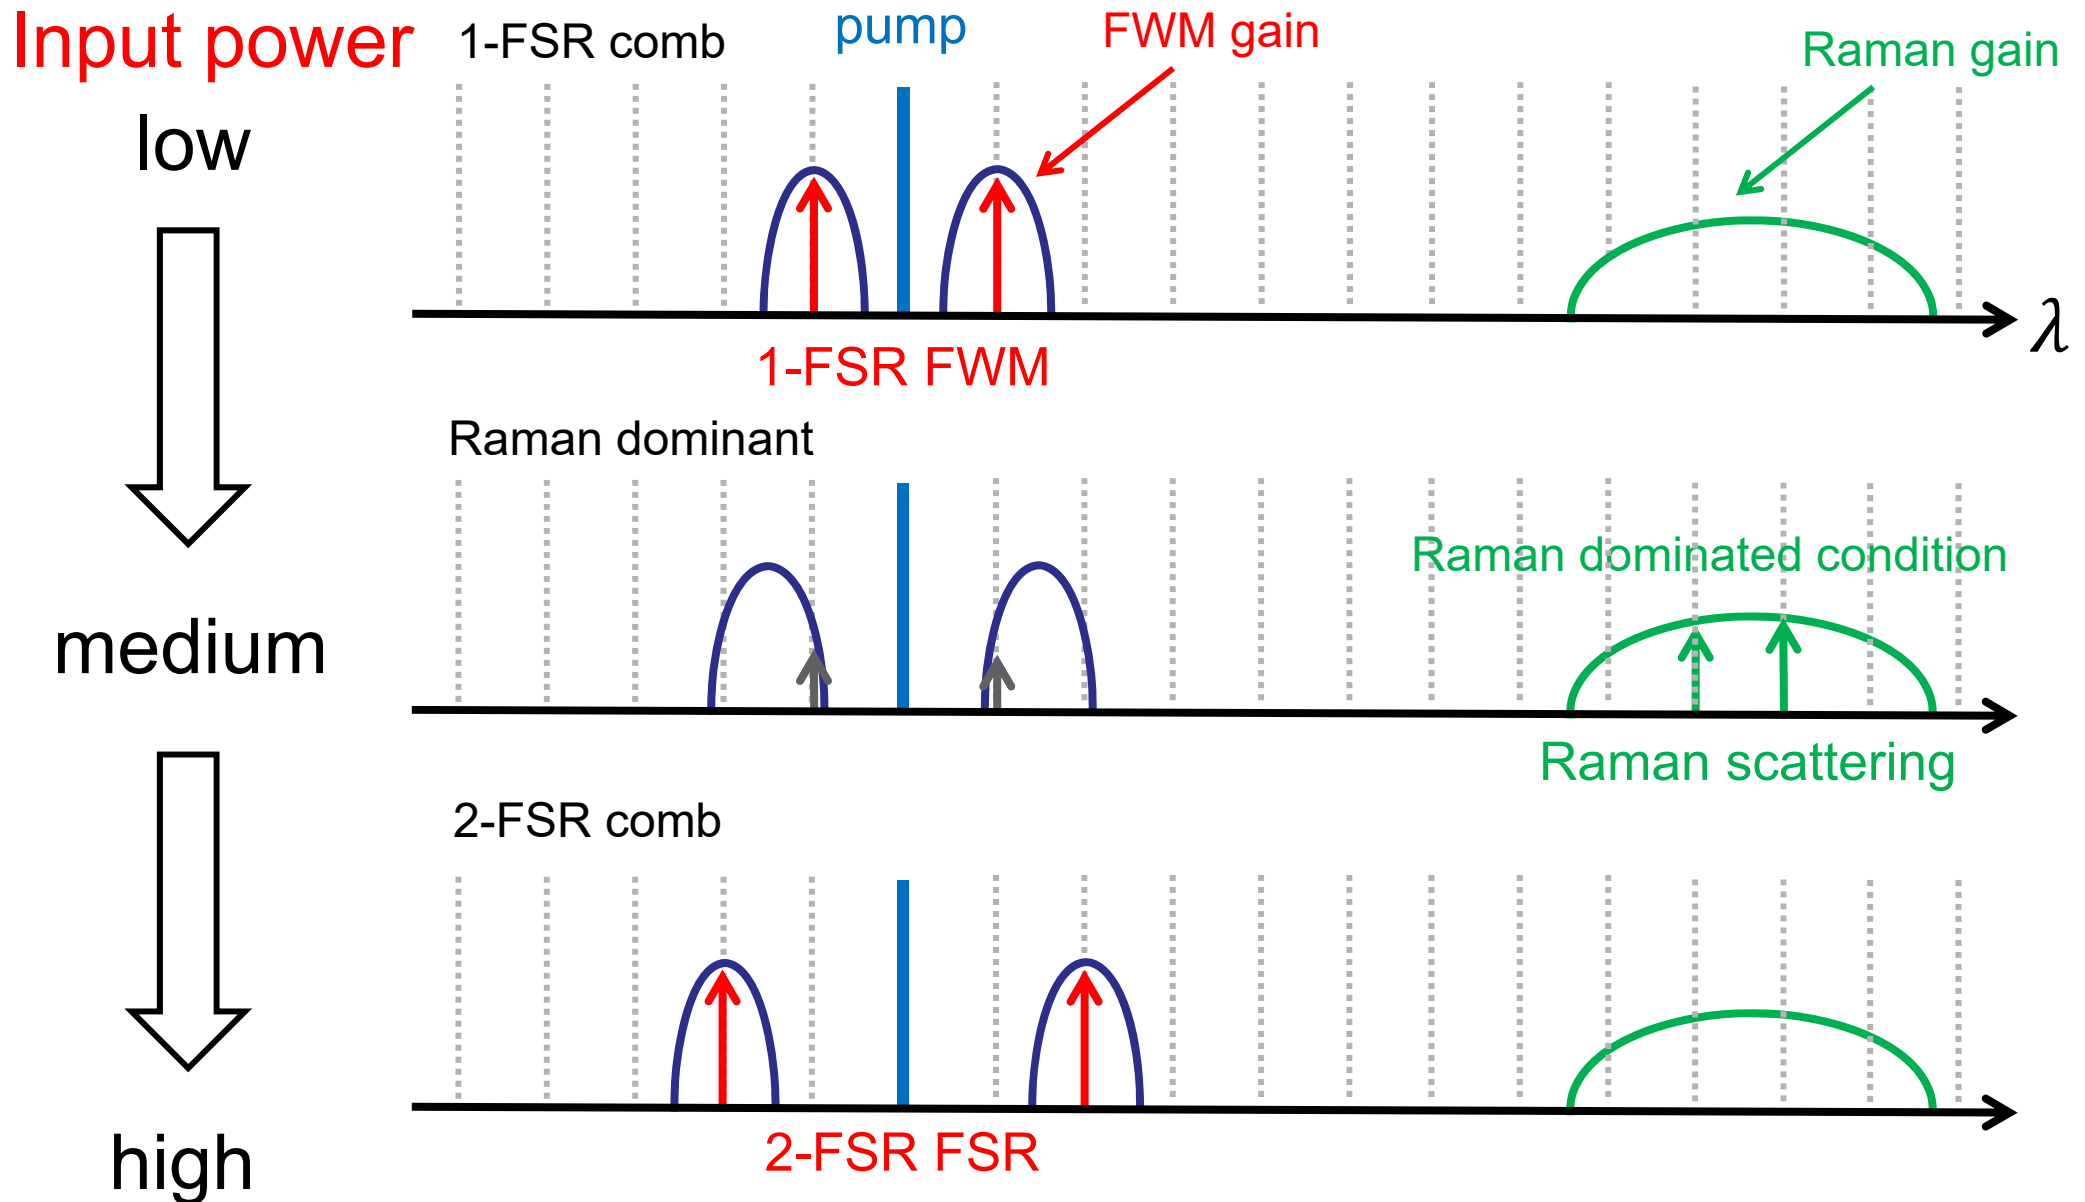 Input power
1-FSR comb
pump
FWM gain
Raman gain
low
λ
1-FSR FWM
Raman dominant
Raman dominated condition
medium
Raman scattering
2-FSR comb
2-FSR FSR
high